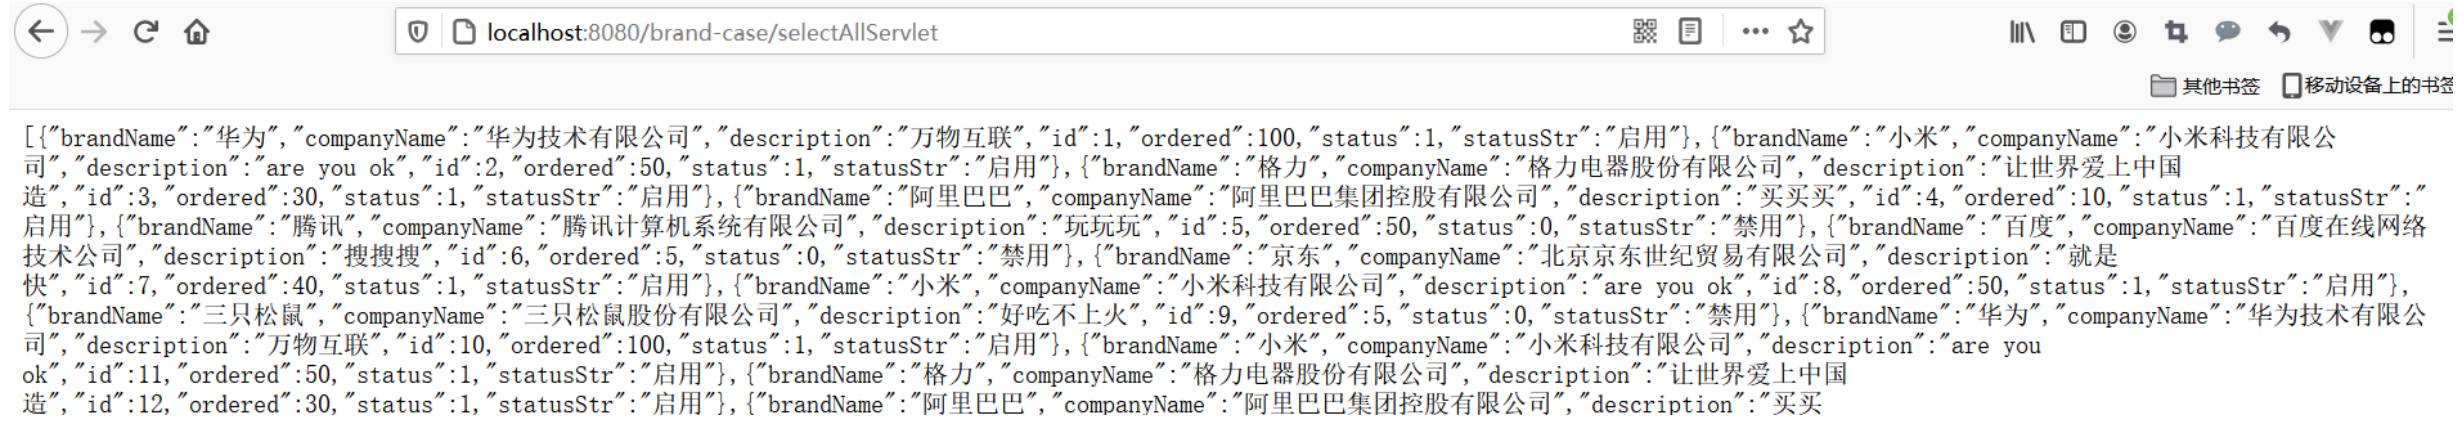 localhost:8080/brand-case/selectAllServlet
其他书签 移动设备上的书签
[{"brandName":"华为","companyName":"华为技术有限公司","description":"万物互联","id":1,"ordered":100,"status":1,"statusStr":"启用"},{"brandName":"小米","companyName":"小米科技有限公
司","description":"are you ok","id":2,"ordered":50,"status":1,"statusStr":"启用"},{"brandName":"格力","companyName":"格力电器股份有限公司","description":"让世界爱上中国
造","id":3,"ordered":30,"status":1,"statusStr":"启用"},{"brandName":"阿里巴巴","companyName":"阿里巴巴集团控股有限公司","description":"买买买","id":4,"ordered":10,"status":1,"statusStr":"
启用"},{"brandName":"腾讯","companyName":"腾讯计算机系统有限公司","description":"玩玩玩","id":5,"ordered":50,"status":0,"statusStr":"禁用"},{"brandName":"百度","companyName":"百度在线网络
技术公司","description":"搜搜搜","id":6,"ordered":5,"status":0,"statusStr":"禁用"},{"brandName":"京东","companyName":"北京京东世纪贸易有限公司","description":"就是
快","id":7,"ordered":40,"status":1,"statusStr":"启用"},{"brandName":"小米","companyName":"小米科技有限公司","description":"are you ok","id":8,"ordered":50,"status":1,"statusStr":"启用"},
{"brandName":"三只松鼠","companyName":"三只松鼠股份有限公司","description":"好吃不上火","id":9,"ordered":5,"status":0,"statusStr":"禁用"},{"brandName":"华为","companyName":"华为技术有限公
司","description":"万物互联","id":10,"ordered":100,"status":1,"statusStr":"启用"},{"brandName":"小米","companyName":"小米科技有限公司","description":"are you
ok","id":11,"ordered":50,"status":1,"statusStr":"启用"},{"brandName":"格力","companyName":"格力电器股份有限公司","description":"让世界爱上中国
造","id":12,"ordered":30,"status":1,"statusStr":"启用"},{"brandName":"阿里巴巴","companyName":"阿里巴巴集团控股有限公司","description":"买买